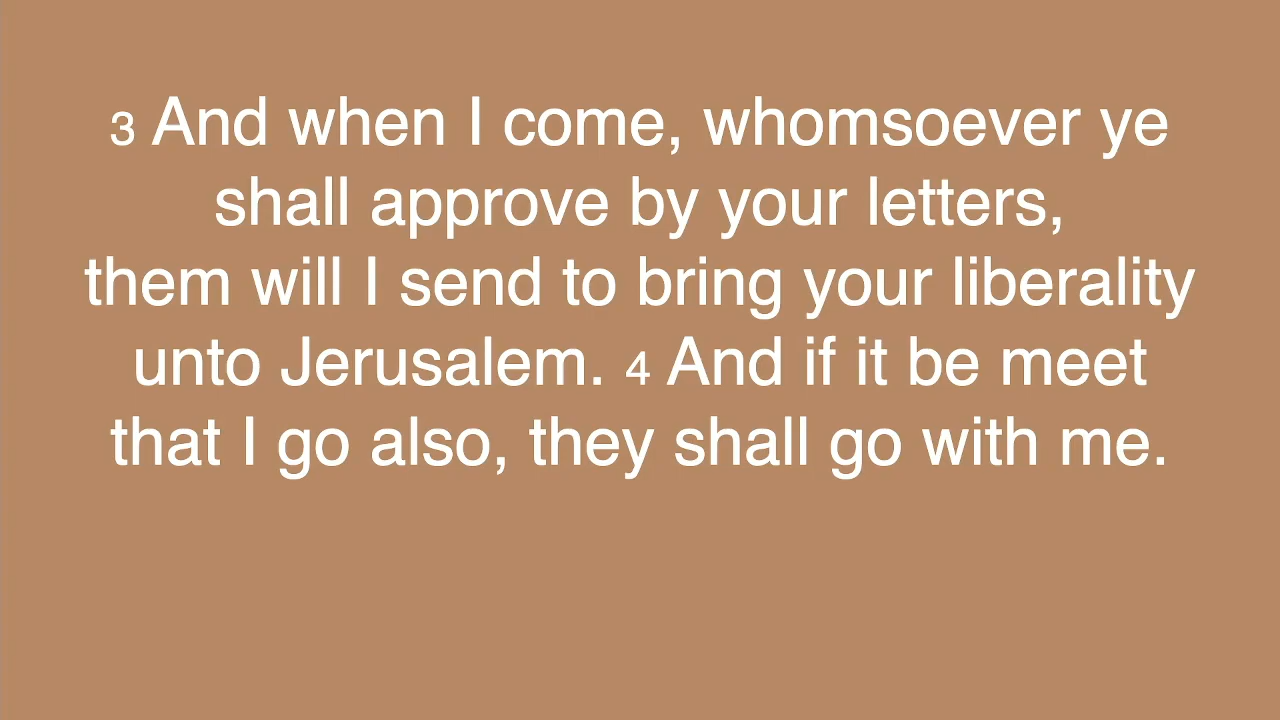 3 And when I come, whomsoever ye
shall approve by your letters,
them will I send to bring your liberality
unto Jerusalem. 4 And if it be meet
that I go also, they shall go with me.